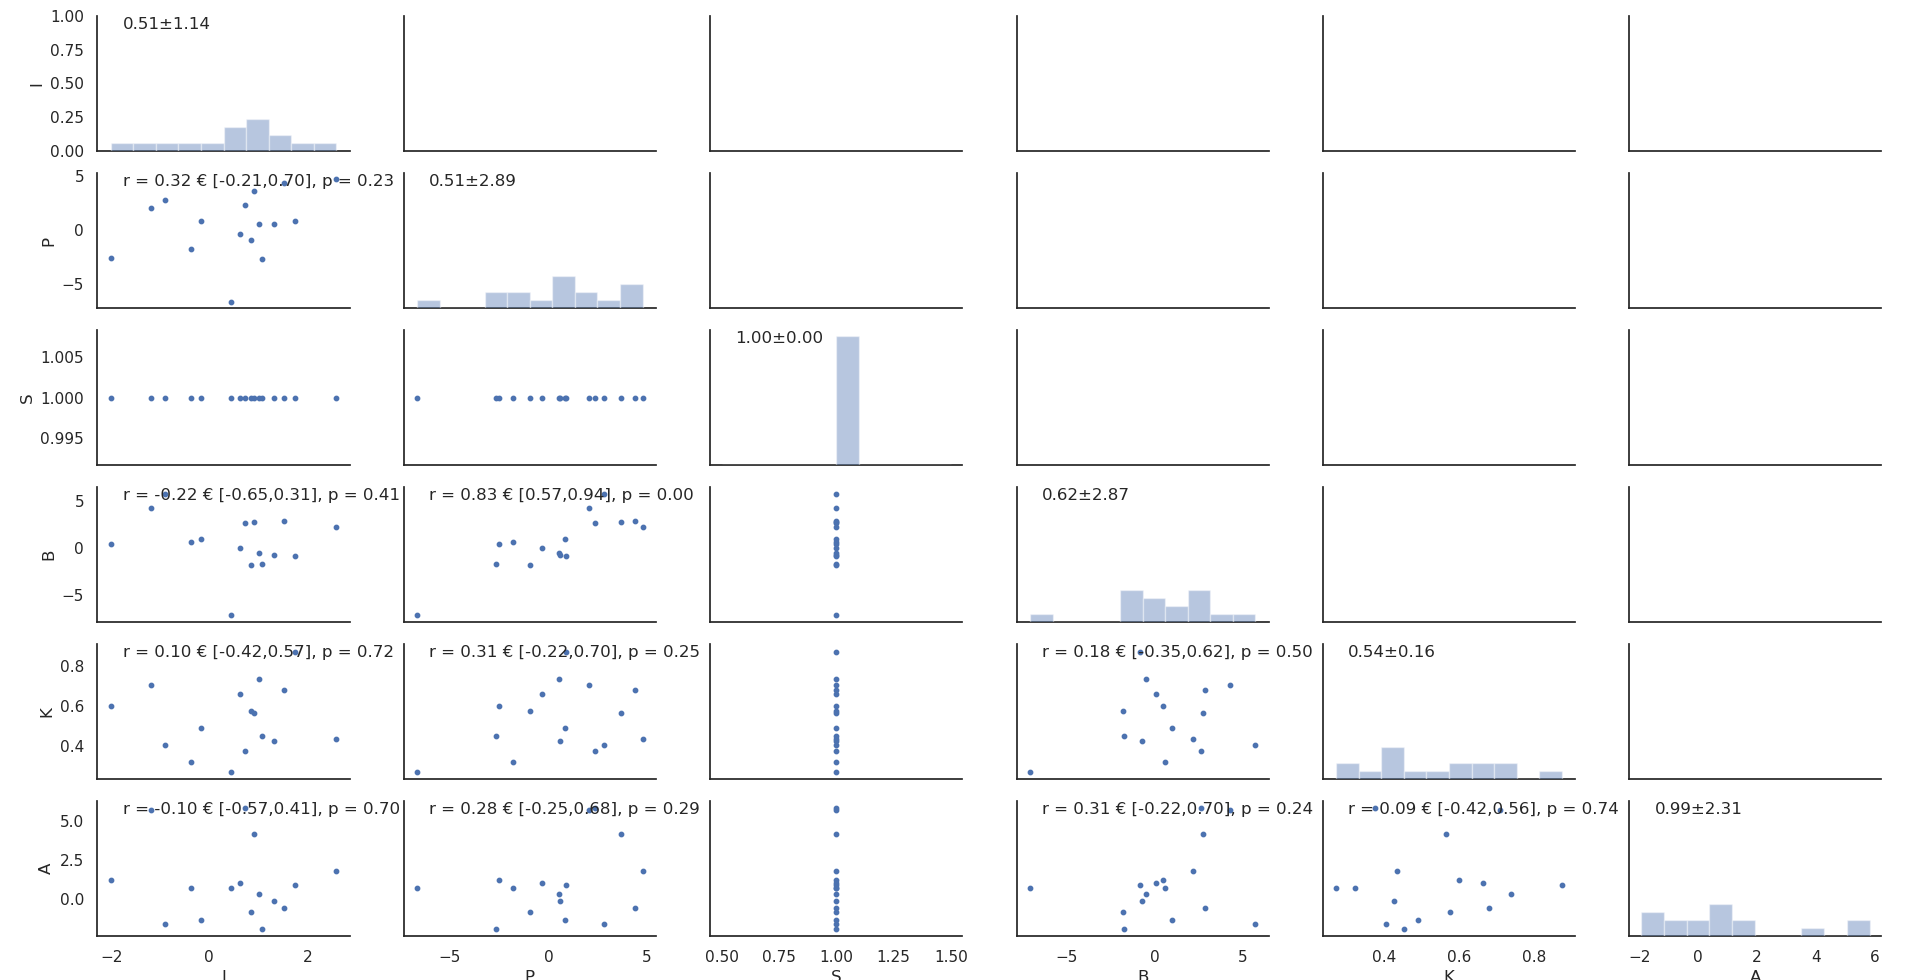 1.00
0.75
0.50
0.25
0.00
I
0.51±1.14
5
0
−5
P
r = 0.32 € [-0.21,0.70], p = 0.23
0.51±2.89
1.005
1.000
0.995
S
1.00±0.00
5
0
−5
B
r = -0.22 € [-0.65,0.31], p = 0.41
r = 0.83 € [0.57,0.94], p = 0.00
0.62±2.87
0.8
0.6
0.4
K
r = 0.10 € [-0.42,0.57], p = 0.72
r = 0.31 € [-0.22,0.70], p = 0.25
r = 0.18 € [-0.35,0.62], p = 0.50
0.54±0.16
5.0
2.5
0.0
A
r = -0.10 € [-0.57,0.41], p = 0.70
r = 0.28 € [-0.25,0.68], p = 0.29
r = 0.31 € [-0.22,0.70], p = 0.24
r = 0.09 € [-0.42,0.56], p = 0.74
0.99±2.31
−2 0 2
−5 0 5
0.50 0.75 1.00 1.25 1.50
−5 0 5
0.4 0.6 0.8
−2 0 2 4 6
I P S B K A